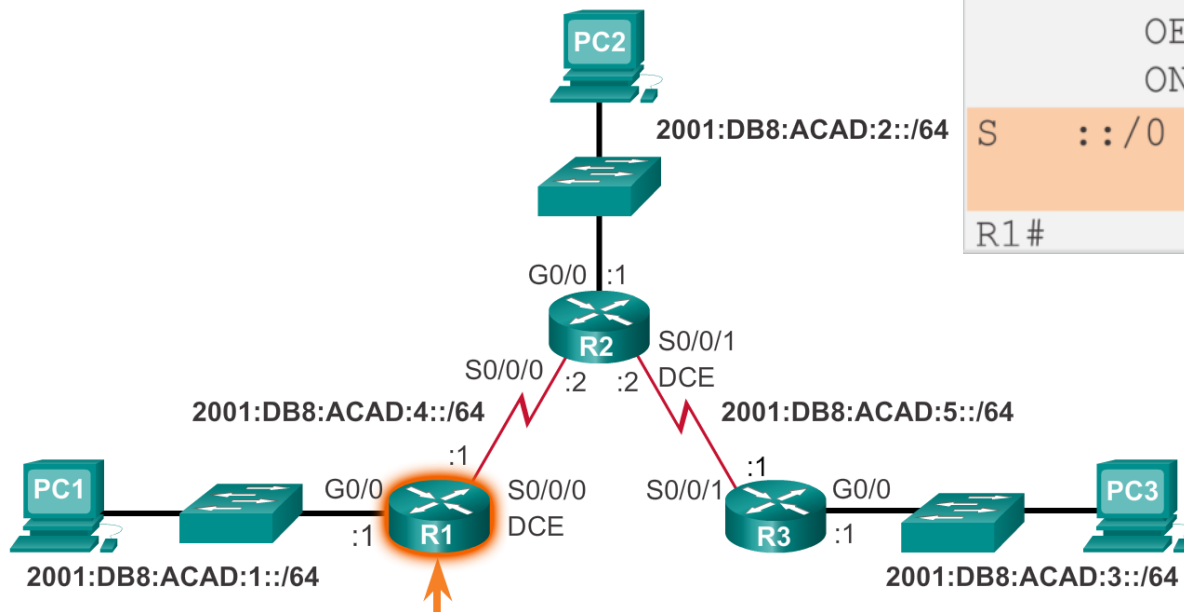 PC2
OE
ON
S ::/0
R1#
2001:DB8:ACAD:2::/64
G0/0 :1
R2
S0/0/0
:2
:2
S0/0/1
DCE
2001:DB8:ACAD:4::/64
2001:DB8:ACAD:5::/64
PC1
G0/0
:1
:1
R1
S0/0/0
DCE
2001:DB8:ACAD:1::/64
:1
S0/0/1
R3
G0/0
:1
PC3
2001:DB8:ACAD:3::/64